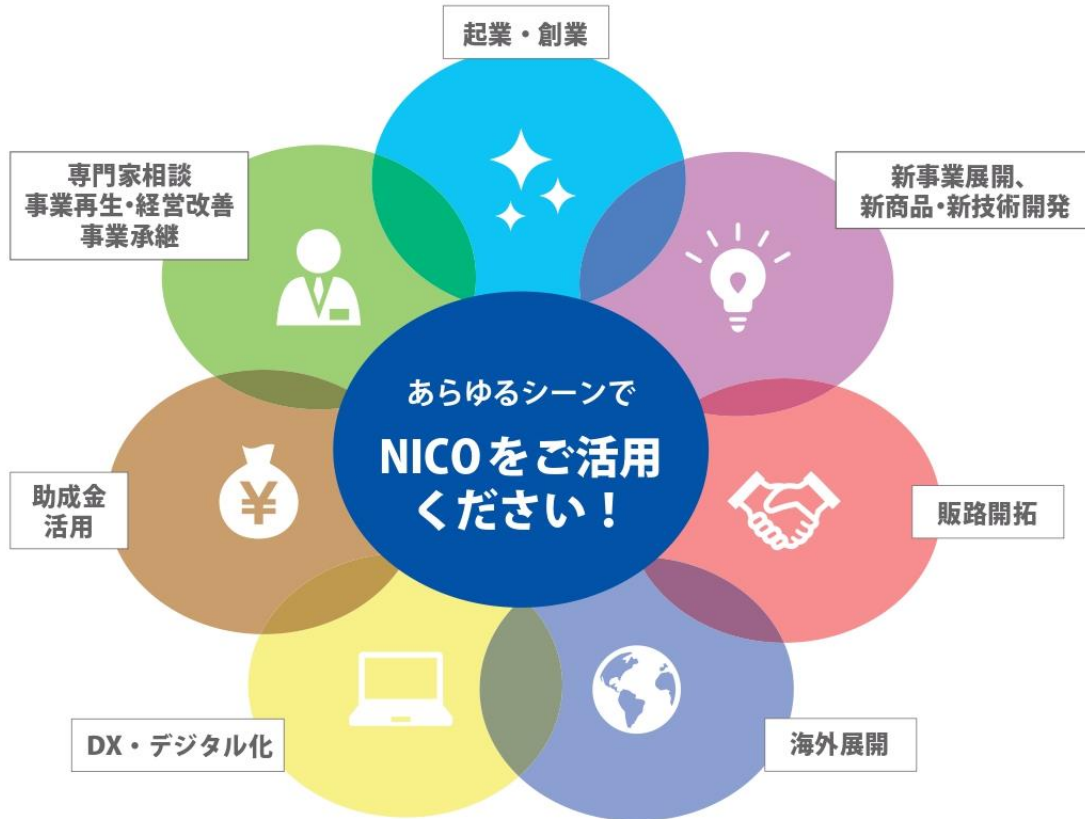 起業・創業
専門家相談
事業再生・経営改善
事業承継
新事業展開、
新商品・新技術開発
あらゆるシーンで
NICOをご活用
ください！
助成金
活用
¥
販路開拓
DX・デジタル化
海外展開